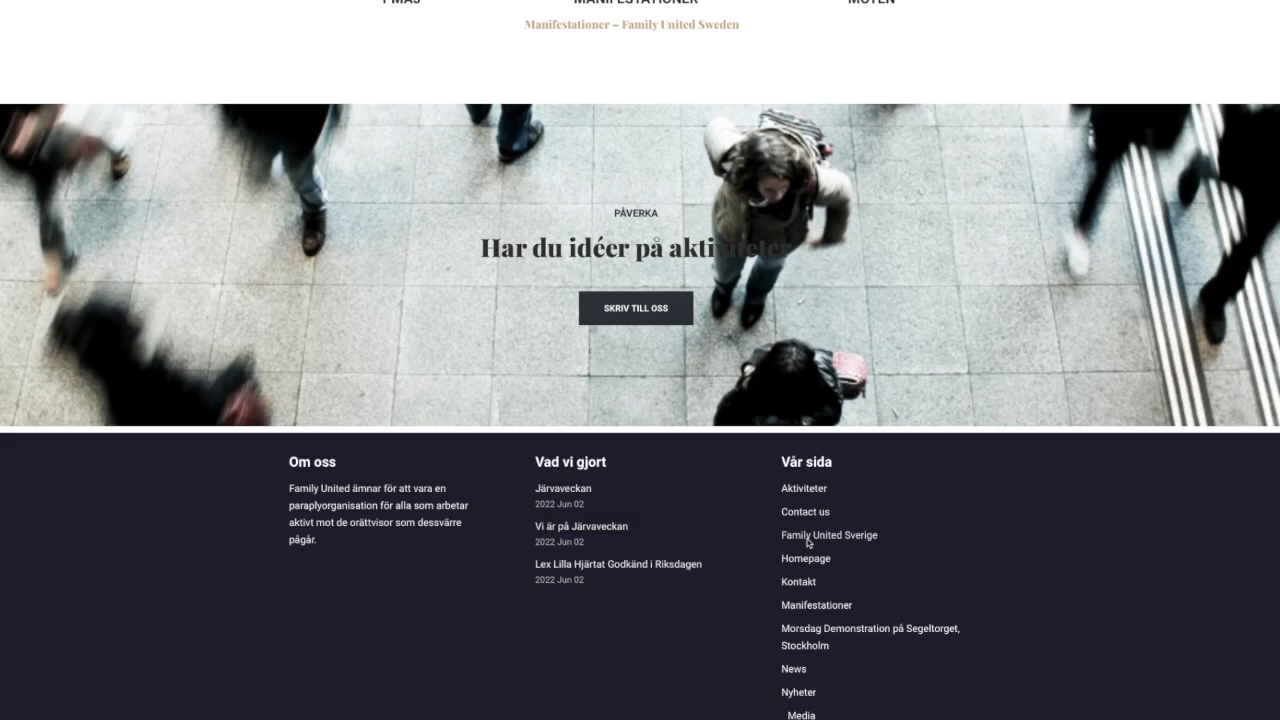 1 MAJ
MANIFESTATIONER
MÖTEN
Manifestationer – Family United Sweden
PÅVERKA
Har du idéer på aktiviteter
SKRIV TILL OSS
Om oss
Family United ämnar för att vara en
paraplyorganisation för alla som arbetar
aktivt mot de orättvisor som dessvärre
pågår.
Vad vi gjort
Järvaveckan
2022 Jun 02
Vi är på Järvaveckan
2022 Jun 02
Lex Lilla Hjärtat Godkänd i Riksdagen
2022 Jun 02
Vår sida
Aktiviteter
Contact us
Family United Sverige
Homepage
Kontakt
Manifestationer
Morsdag Demonstration på Segeltorget,
Stockholm
News
Nyheter
Media